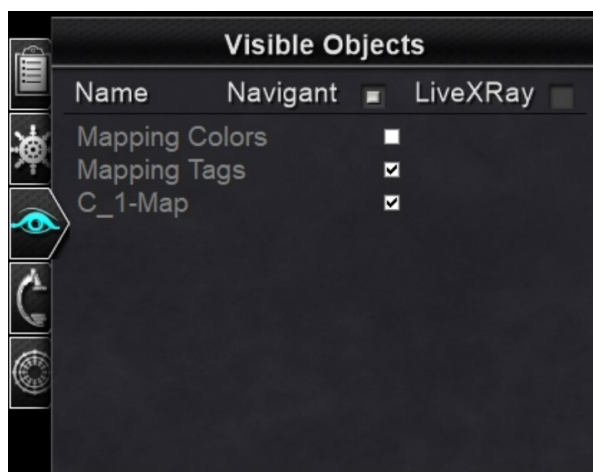 Visible Objects
Name Navigant LiveXRay
Mapping Colors
Mapping Tags
C_1-Map